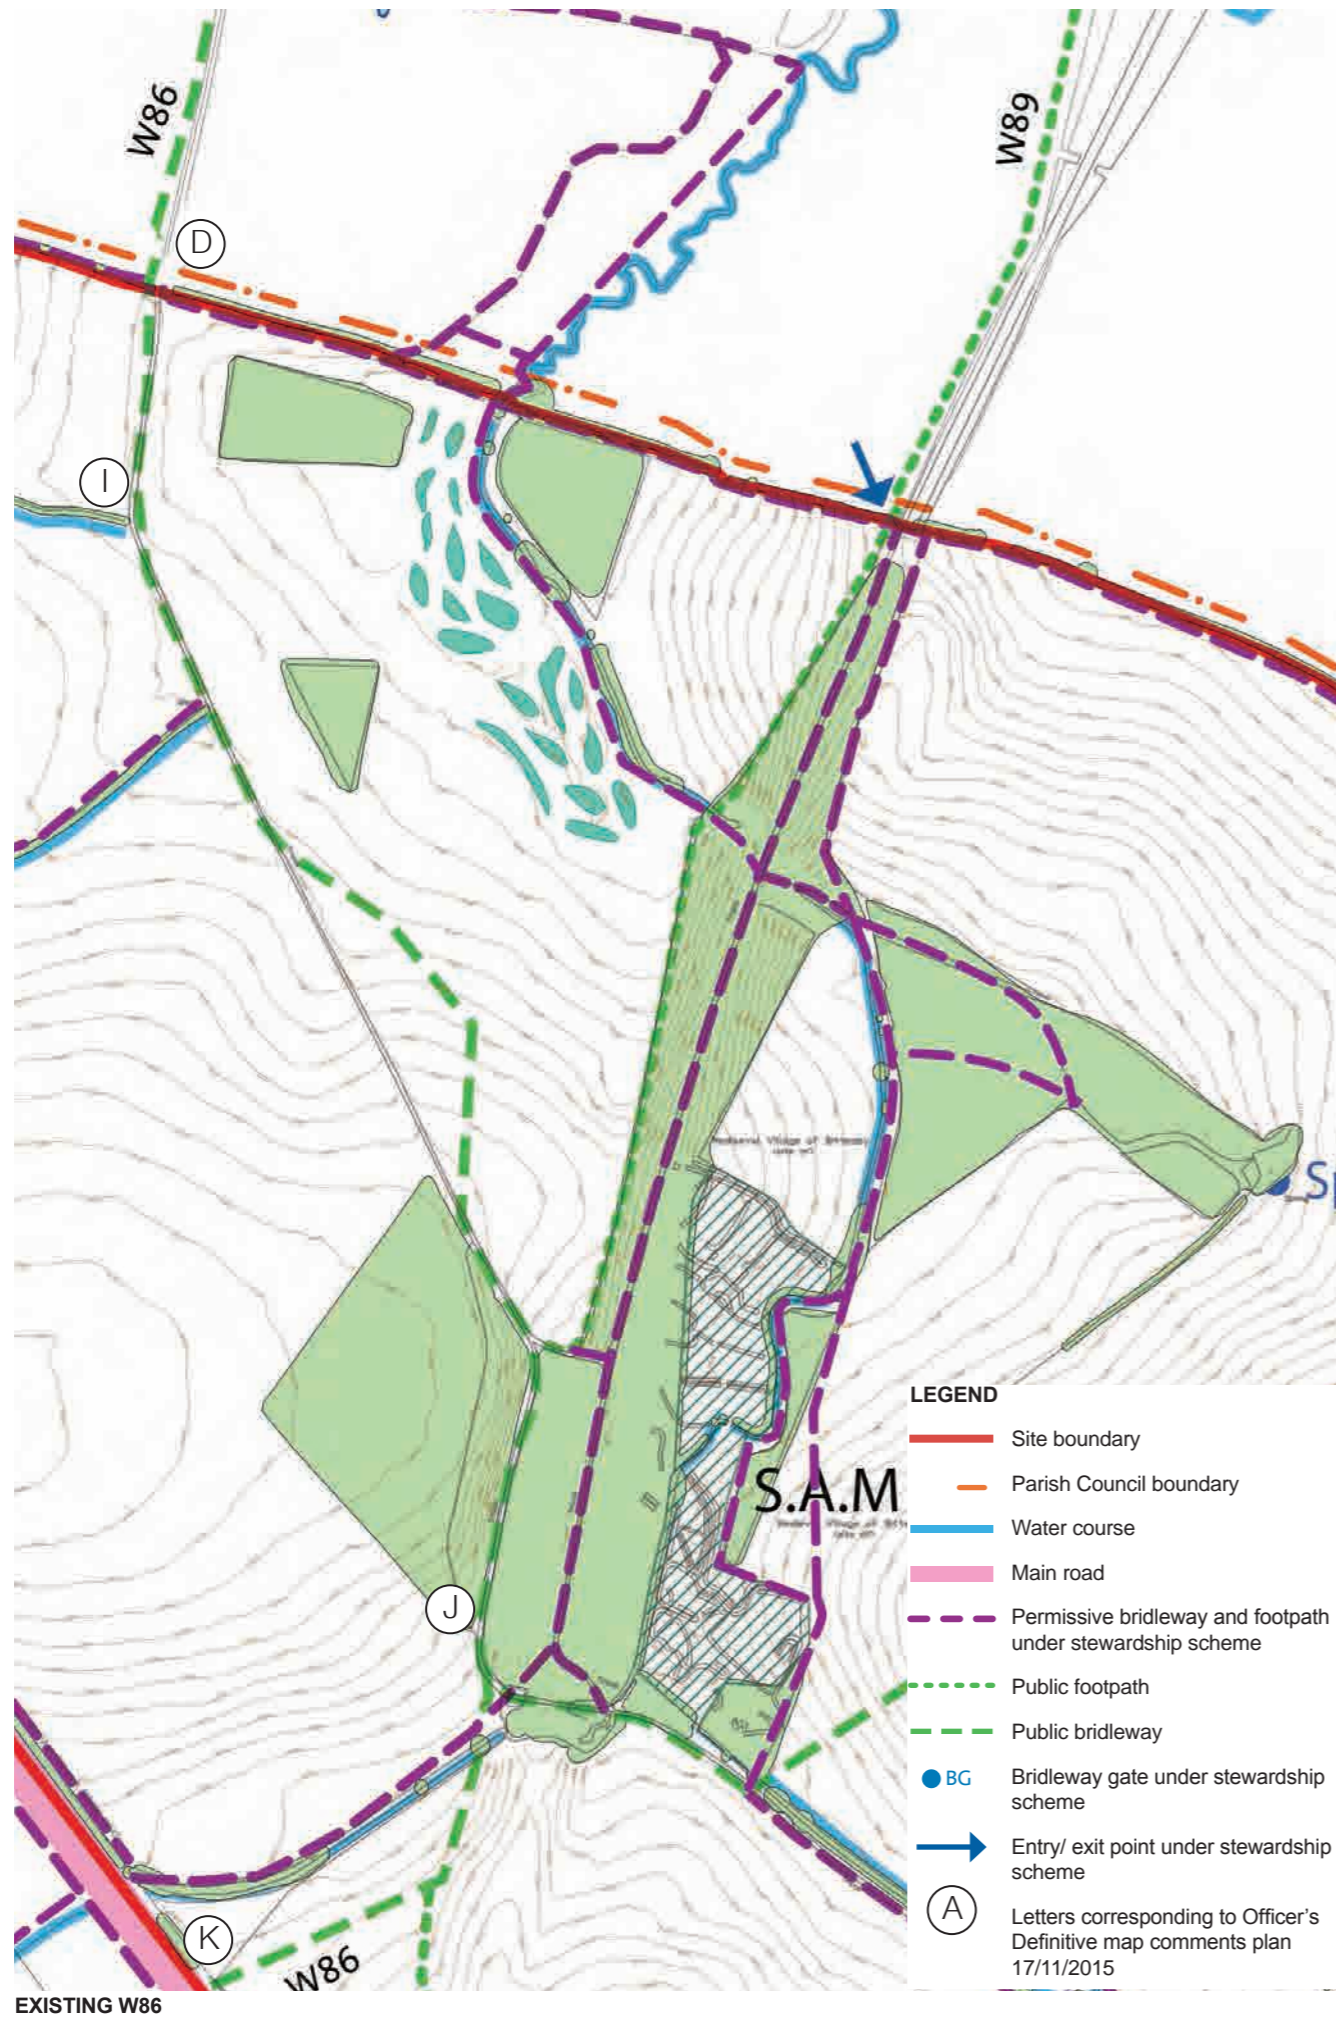 W86
W89
D
I
Sp
S.A.M
J
K
W86
LEGEND
Site boundary
Parish Council boundary
Water course
Main road
Permissive bridleway and footpath
under stewardship scheme
Public footpath
Public bridleway
BG
Bridleway gate under stewardship
scheme
Entry/ exit point under stewardship
scheme
A
Letters corresponding to Officer's
Definitive map comments plan
17/11/2015
EXISTING W86